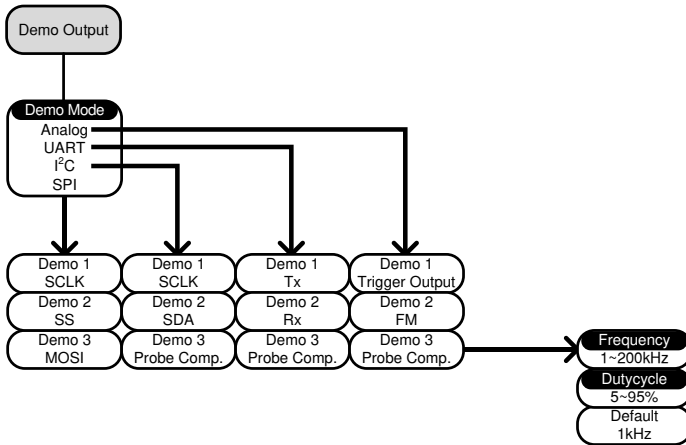 Demo Output
Demo Mode
Analog
UART
I²C
SPI
Demo 1
SCLK
Demo 2
SS
Demo 3
MOSI
Demo 1
SCLK
Demo 2
SDA
Demo 3
Probe Comp.
Demo 1
Tx
Demo 2
Rx
Demo 3
Probe Comp.
Demo 1
Trigger Output
Demo 2
FM
Demo 3
Probe Comp.
Frequency
1~200kHz
Dutycycle
5~95%
Default
1kHz